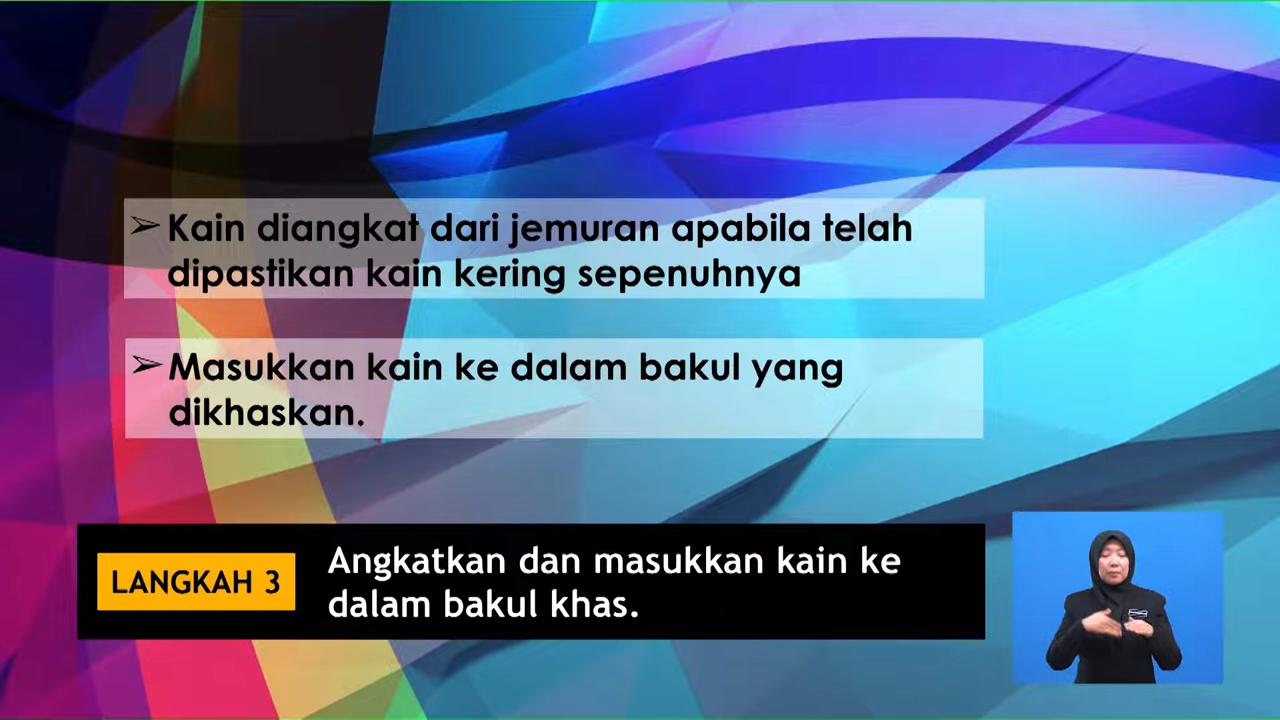 ➢ Kain diangkat dari jemuran apabila telah
dipastikan kain kering sepenuhnya
➢ Masukkan kain ke dalam bakul yang
dikhaskan.
LANGKAH 3
Angkatkan dan masukkan kain ke
dalam bakul khas.